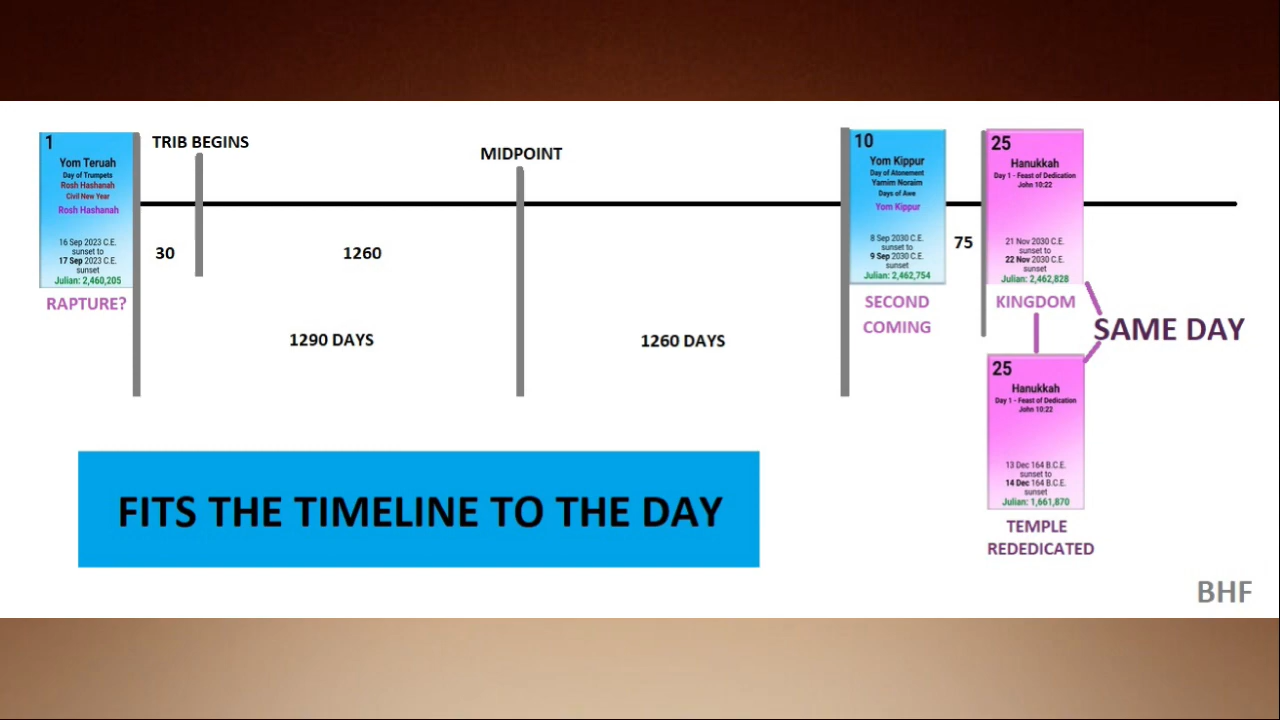 1
Yom Teruah
Day of Trumpets
Rosh Hashanah
Civil New Year
Rosh Hashanah
16 Sep 2023 C.E.
sunset to
17 Sep 2023 C.E.
sunset
Julian: 2,460,205
RAPTURE?
TRIB BEGINS
30
1260
1290 DAYS
MIDPOINT
1260 DAYS
10
Yom Kippur
Day of Atonement
Yamim Noraim
Days of Awe
Yom Kippur
8 Sep 2030 C.E.
sunset to
9 Sep 2030 C.E.
sunset
Julian: 2,462,754
SECOND
COMING
75
25
Hanukkah
Day 1 - Feast of Dedication
John 10:22
21 Nov 2030 C.E.
sunset to
22 Nov 2030 C.E.
sunset
Julian: 2,462,828
KINGDOM
SAME DAY
25
Hanukkah
Day 1 - Feast of Dedication
John 10:22
13 Dec 164 B.C.E.
sunset to
14 Dec 164 B.C.E.
sunset
Julian: 1,661,870
TEMPLE
REDEDICATED
FITS THE TIMELINE TO THE DAY
BHF